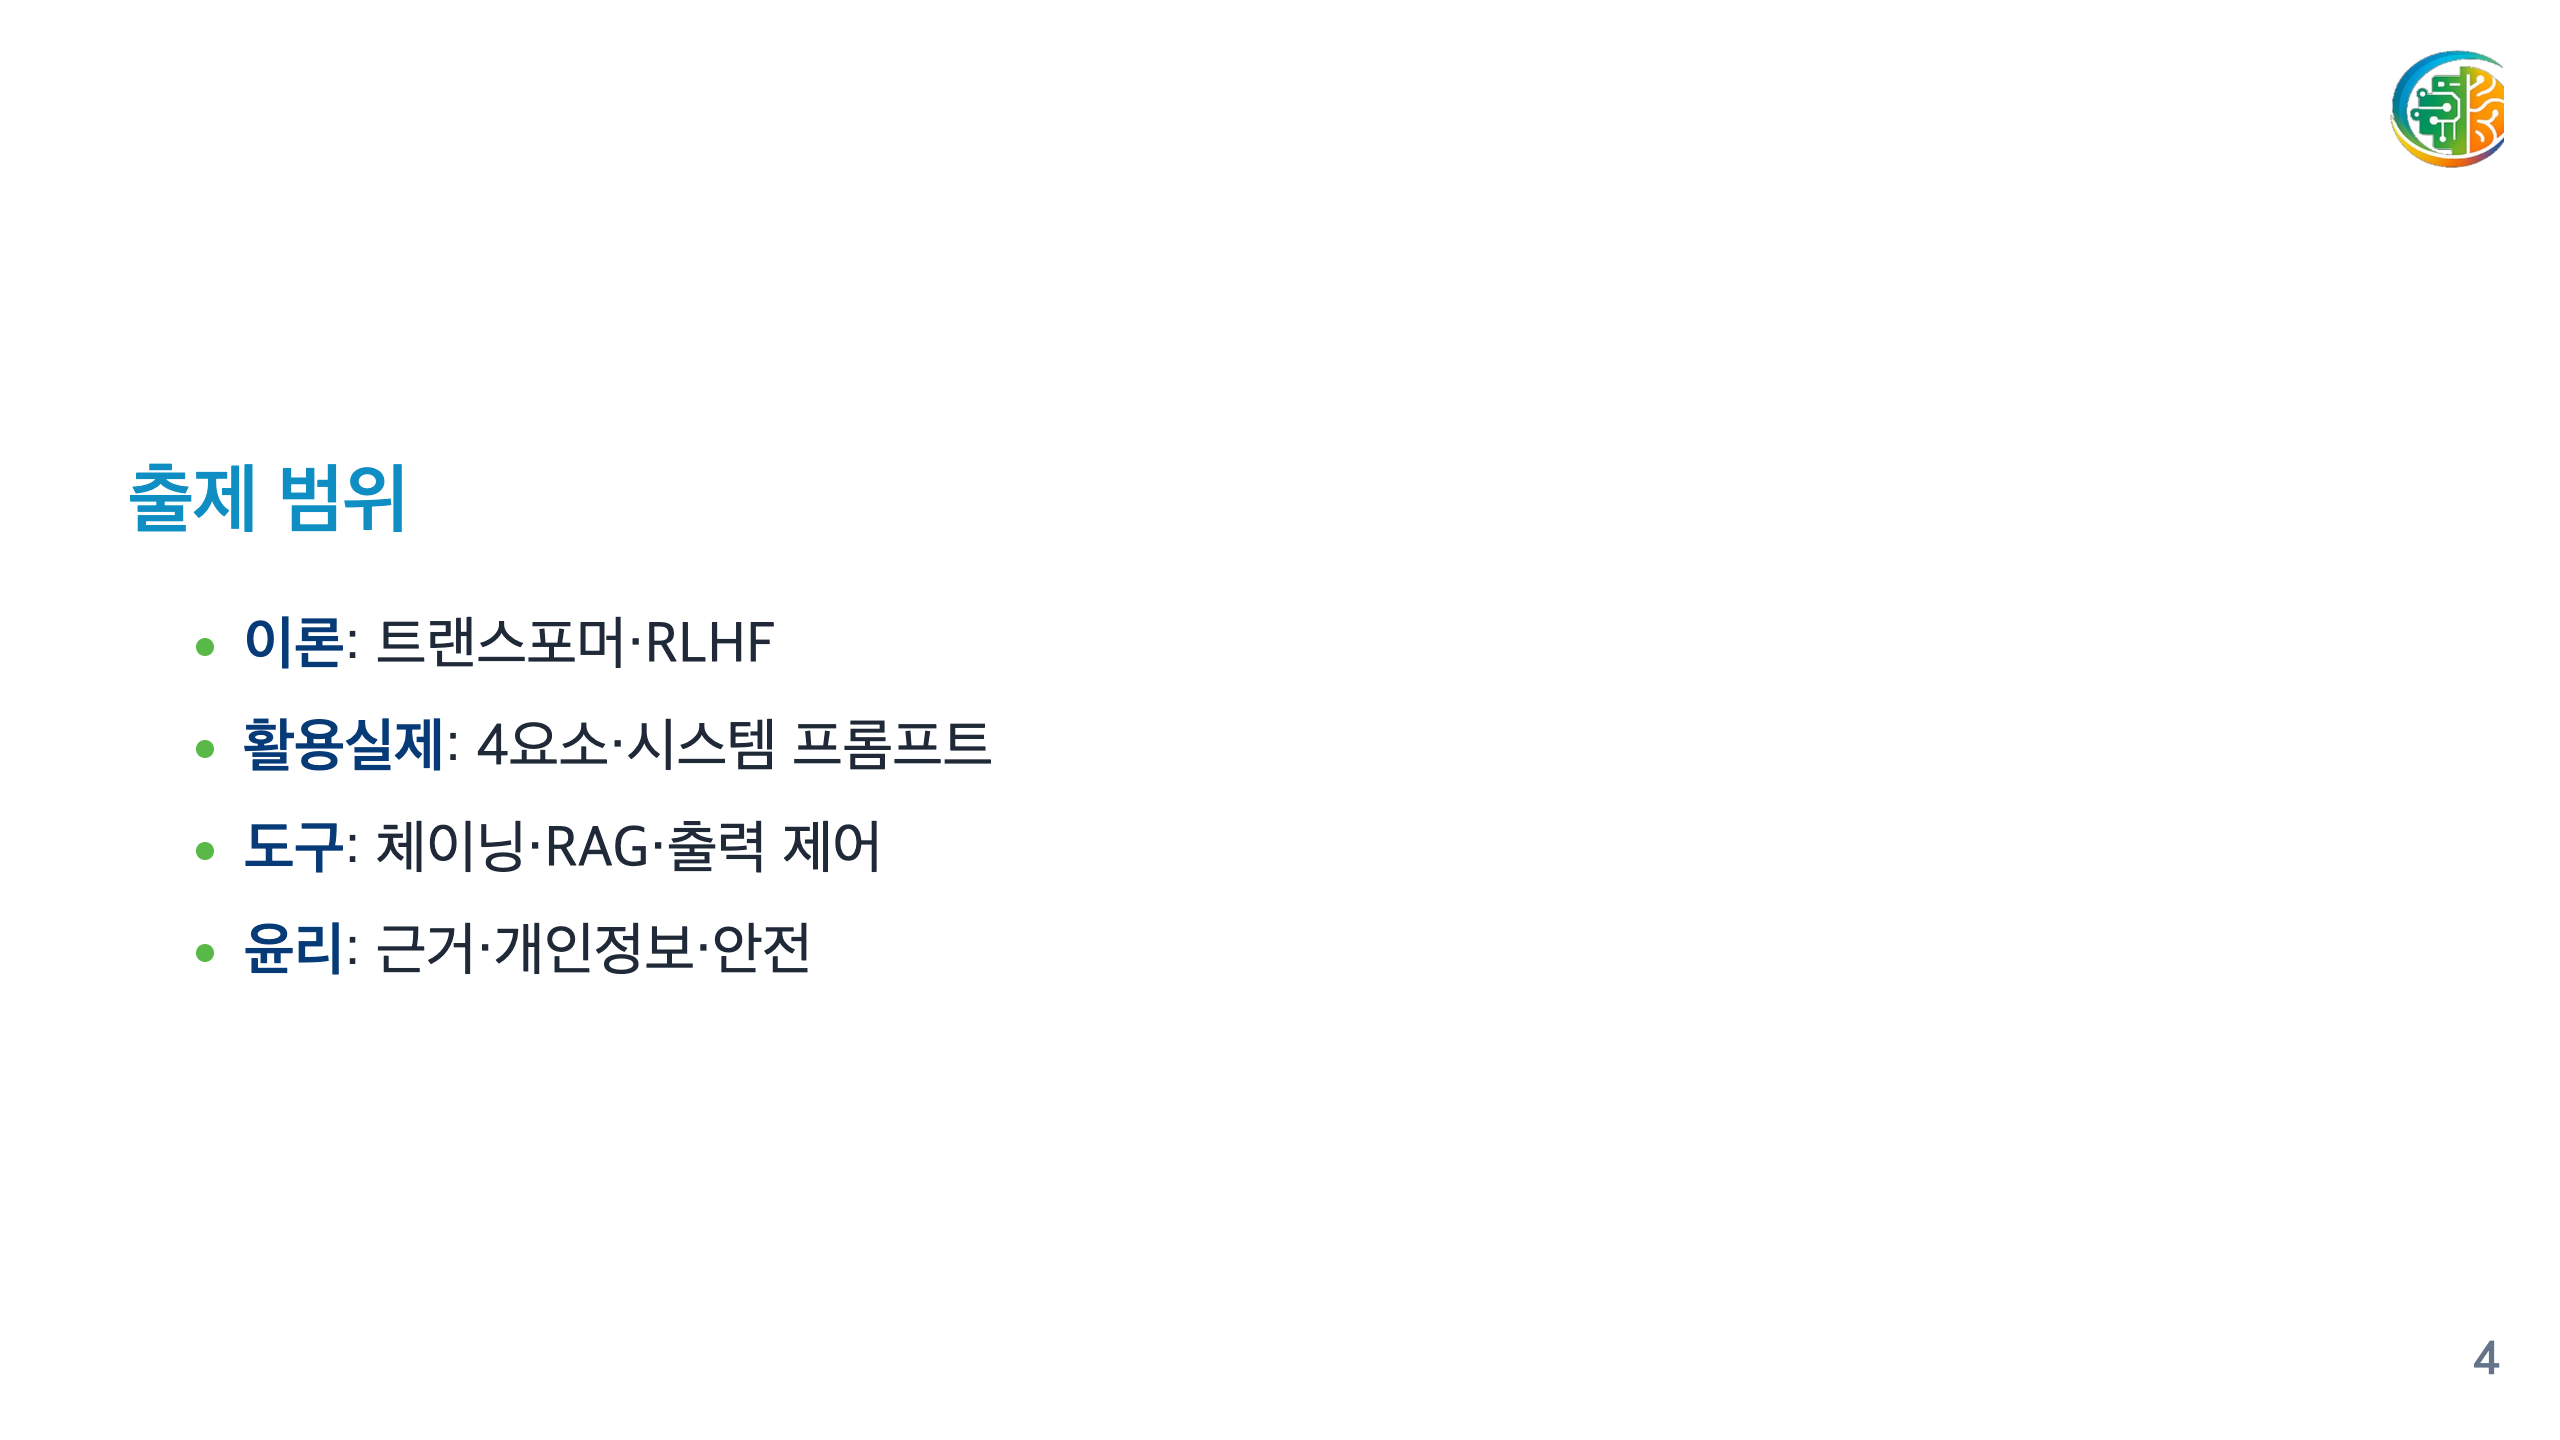 출제 범위
• 이론: 트랜스포머·RLHF
• 활용실제: 4요소·시스템 프롬프트
• 도구: 체이닝·RAG·출력 제어
• 윤리: 근거·개인정보·안전
4